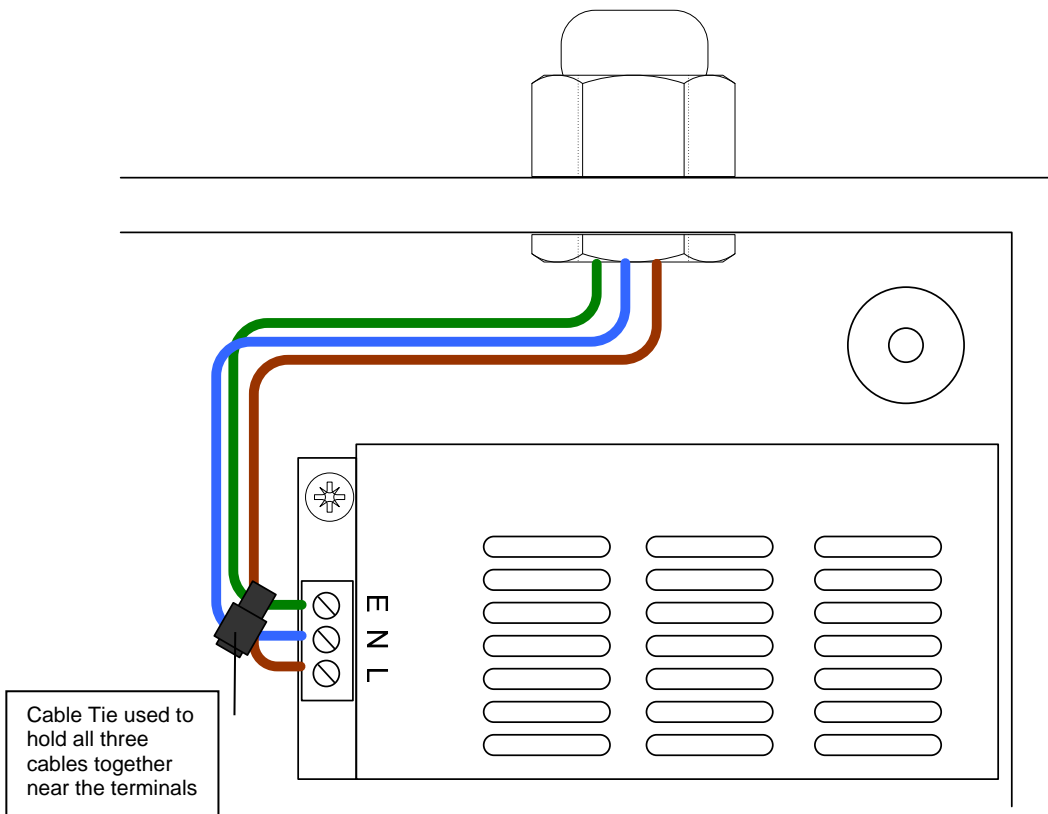 E
N
L
Cable Tie used to
hold all three
cables together
near the terminals